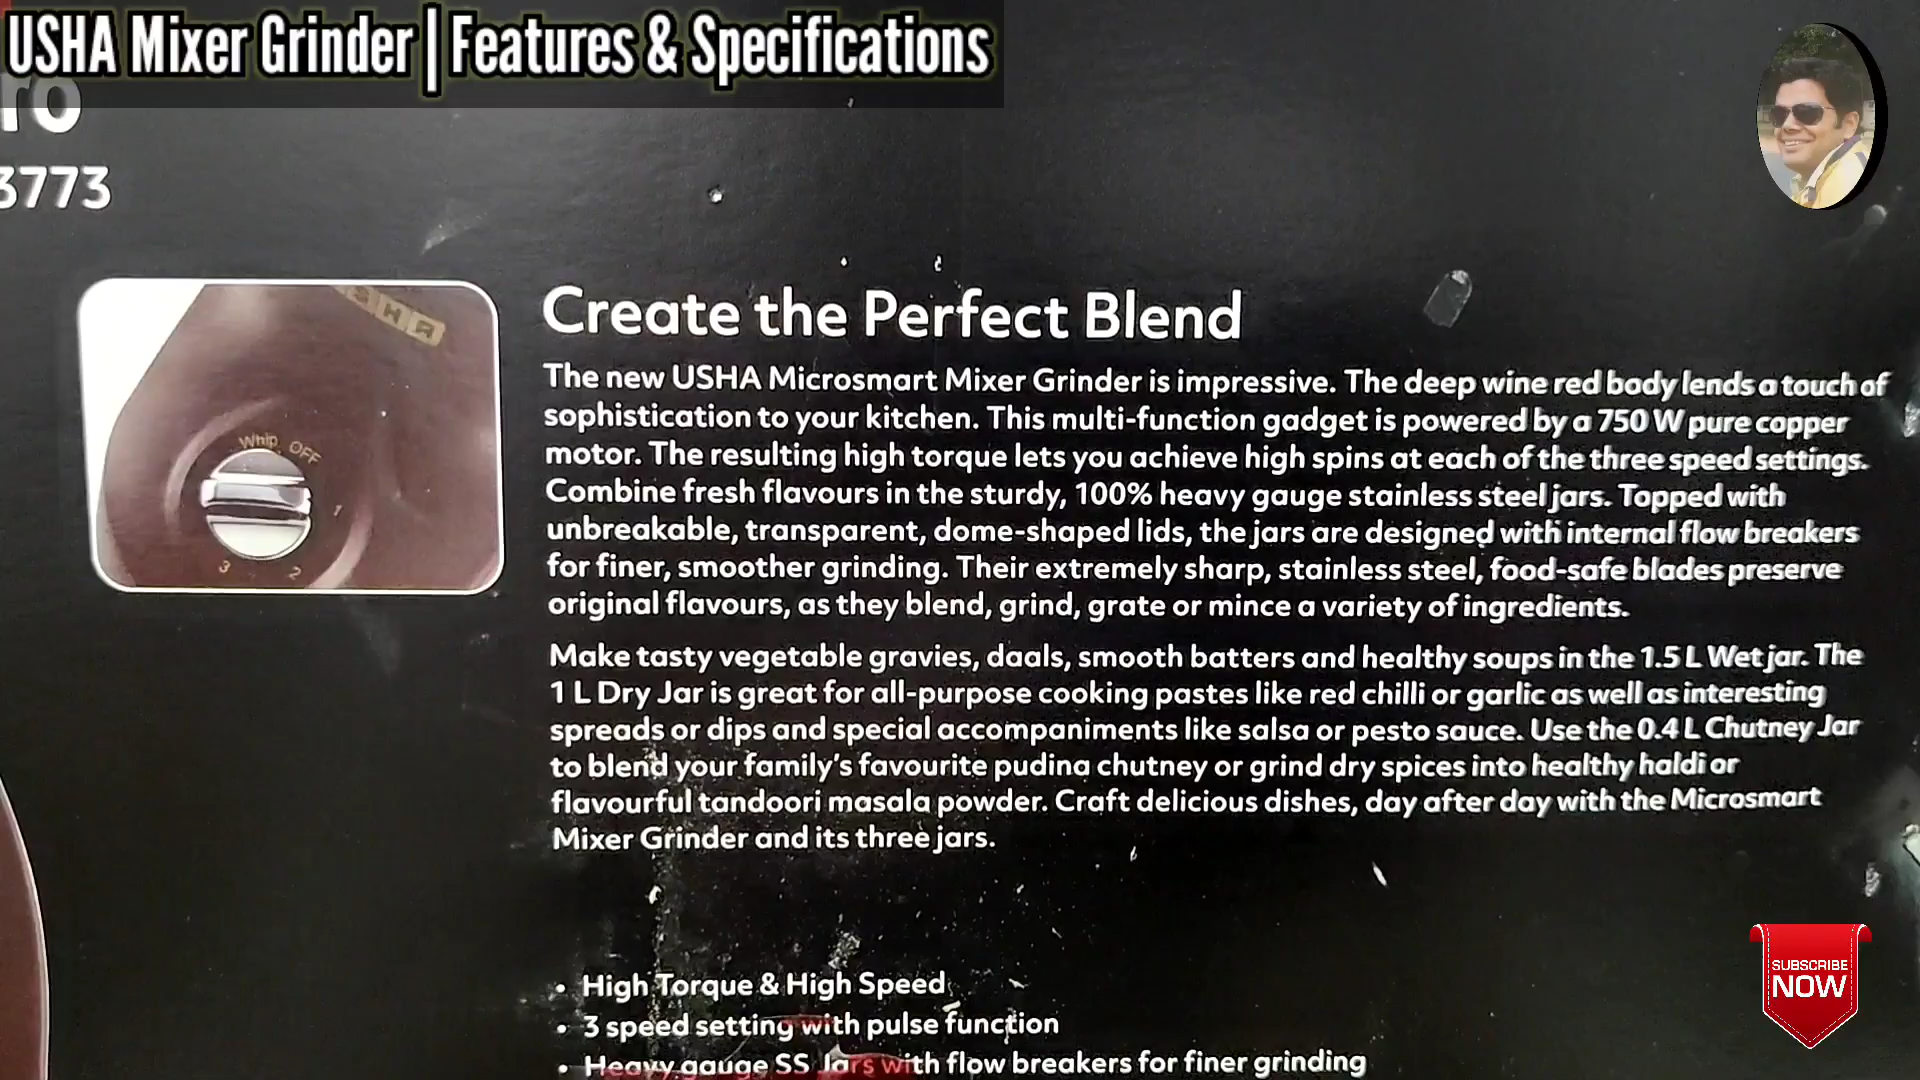 USHA Mixer Grinder | Features & Specifications
ro
3773
USHA
Whip OFF
1
2
3
Create the Perfect Blend
The new USHA Microsmart Mixer Grinder is impressive. The deep wine red body lends a touch of
sophistication to your kitchen. This multi-function gadget is powered by a 750 W pure copper
motor. The resulting high torque lets you achieve high spins at each of the three speed settings.
Combine fresh flavours in the sturdy, 100% heavy gauge stainless steel jars. Topped with
unbreakable, transparent, dome-shaped lids, the jars are designed with internal flow breakers
for finer, smoother grinding. Their extremely sharp, stainless steel, food-safe blades preserve
original flavours, as they blend, grind, grate or mince a variety of ingredients.
Make tasty vegetable gravies, daals, smooth batters and healthy soups in the 1.5 L Wet jar. The
1 L Dry Jar is great for all-purpose cooking pastes like red chilli or garlic as well as interesting
spreads or dips and special accompaniments like salsa or pesto sauce. Use the 0.4 L Chutney Jar
to blend your family's favourite pudina chutney or grind dry spices into healthy haldi or
flavourful tandoori masala powder. Craft delicious dishes, day after day with the Microsmart
Mixer Grinder and its three jars.
• High Torque & High Speed
• 3 speed setting with pulse function
• Heavy gauge SS Jars with flow breakers for finer grinding
SUBSCRIBE
NOW